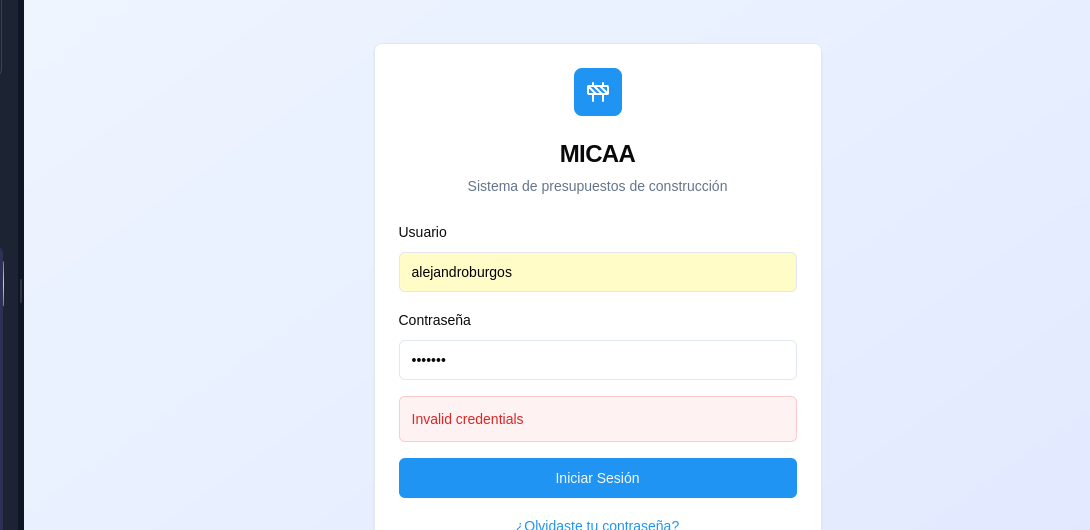 MICAA
Sistema de presupuestos de construcción
Usuario
alejandroburgos
Contraseña
•••••••
Invalid credentials
Iniciar Sesión
¿Olvidaste tu contraseña?